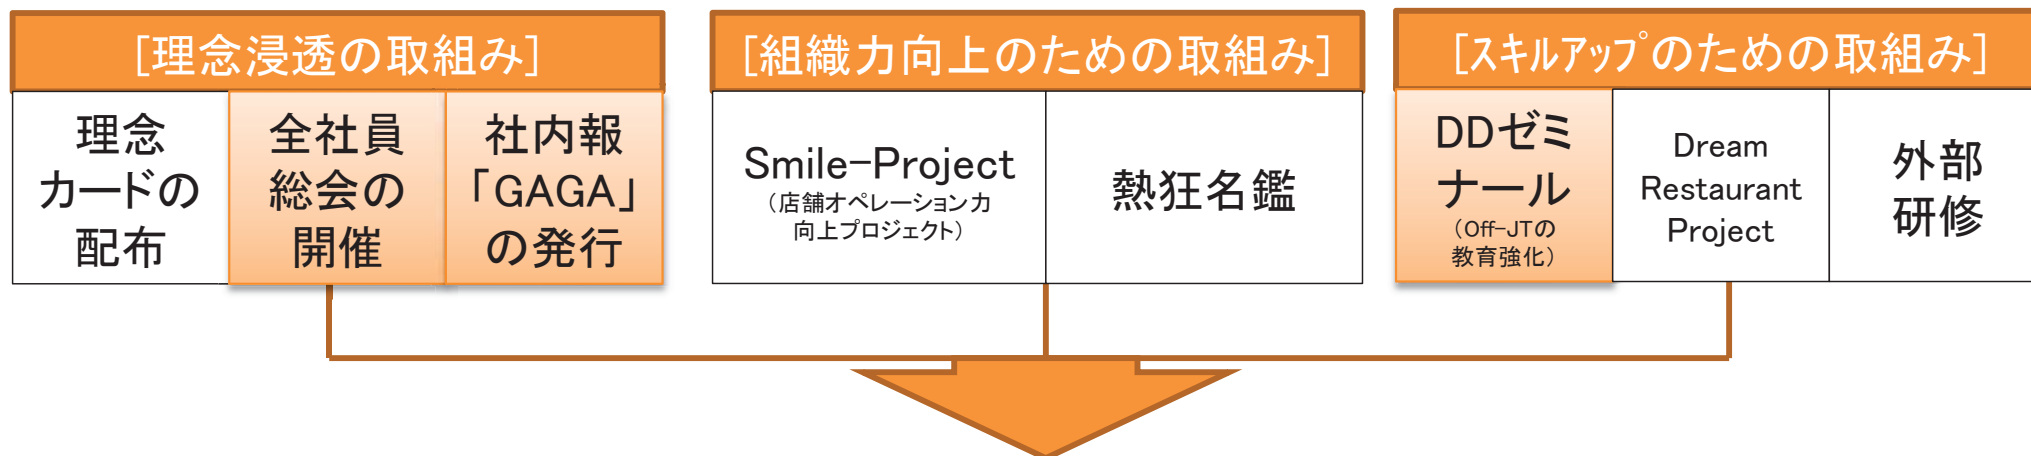 [理念浸透の取組み]
理念
カードの
配布
全社員
総会の
開催
社内報
「GAGA」
の発行
[組織力向上のための取組み]
Smile-Project
（店舗オペレーション力
向上プロジェクト）
熱狂名鑑
[スキルアップのための取組み]
DDゼミ
ナール
（Off-JTの
教育強化）
Dream
Restaurant
Project
外部
研修